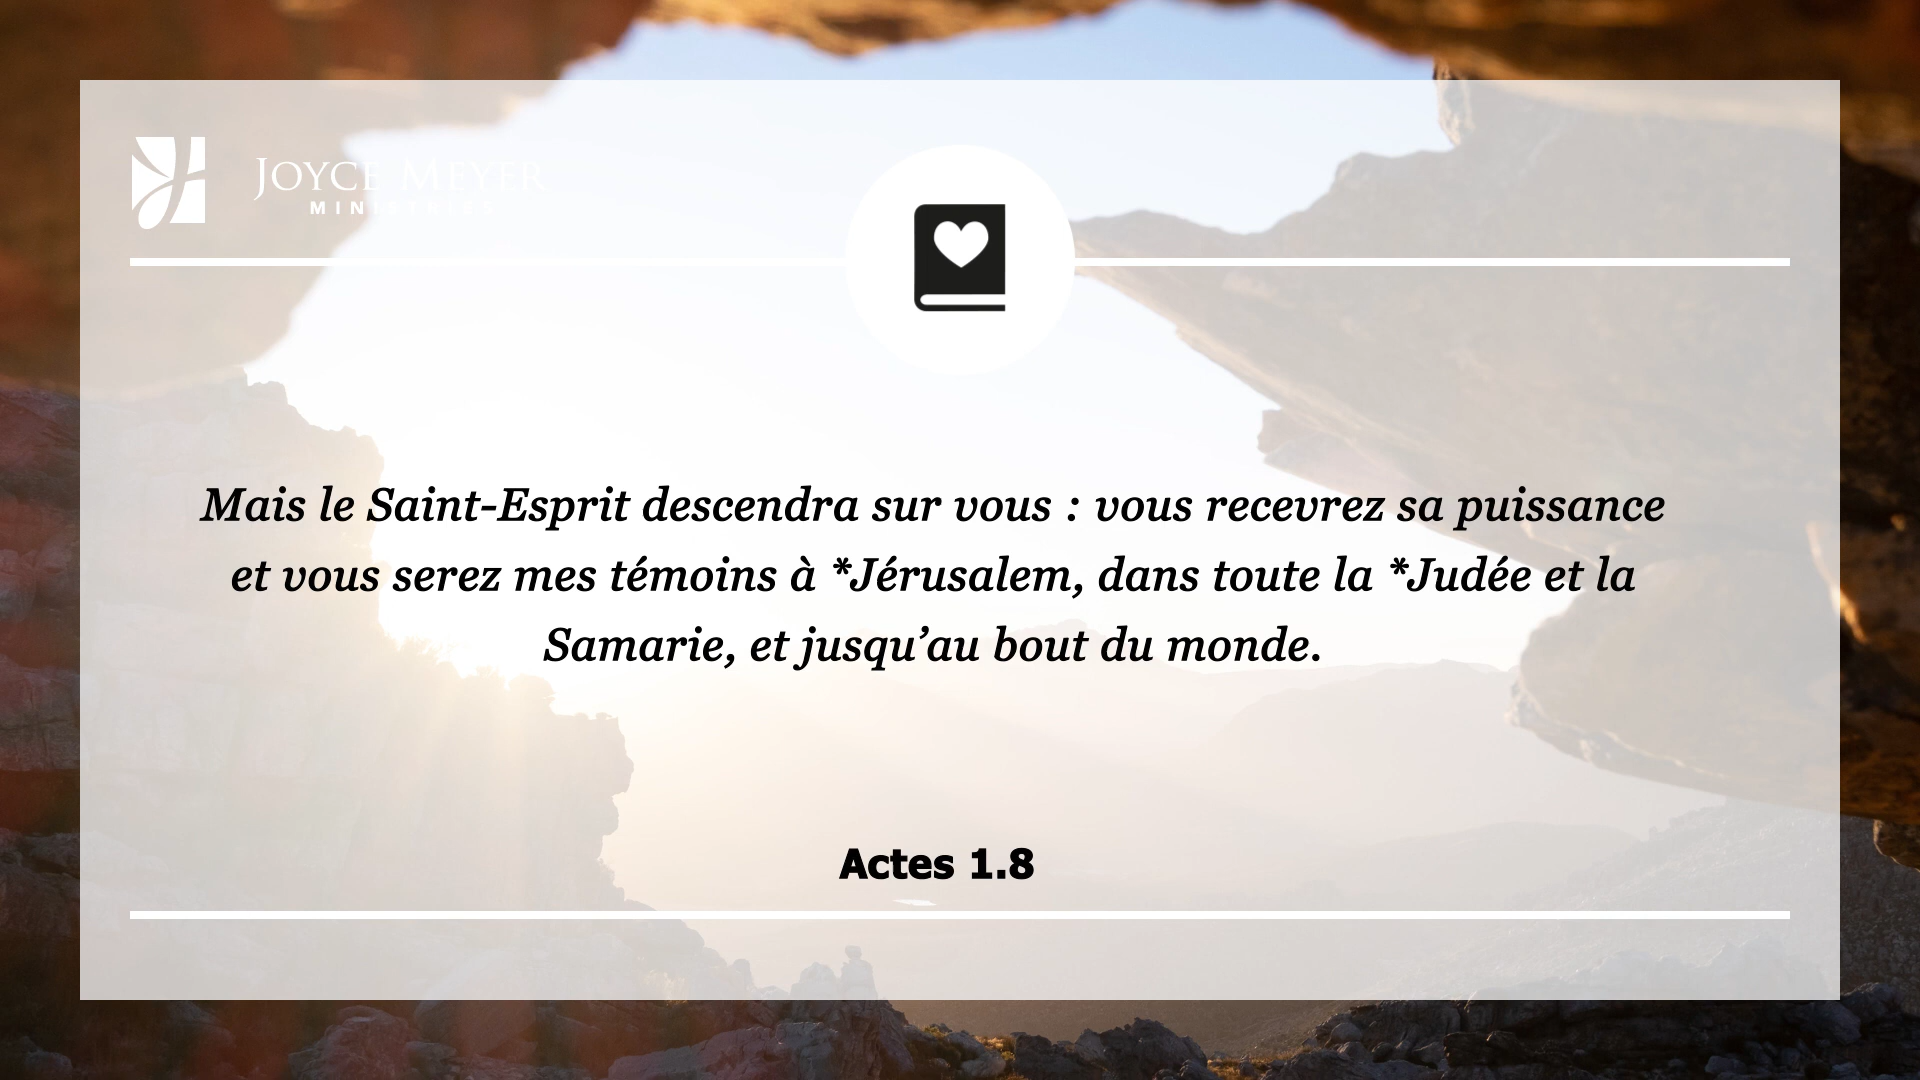 JOYCE MEYER
MINISTRIES
Mais le Saint-Esprit descendra sur vous : vous recevrez sa puissance
et vous serez mes témoins à *Jérusalem, dans toute la *Judée et la
Samarie, et jusqu’au bout du monde.
Actes 1.8